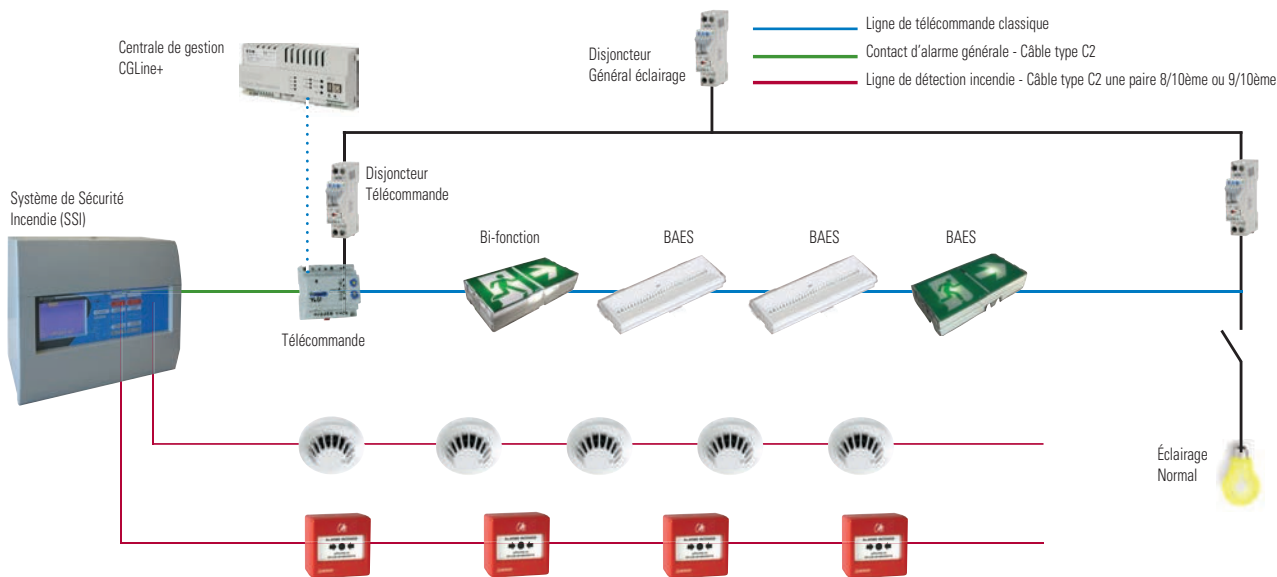 Centrale de gestion
CGLine+
Disjoncteur
Général éclairage
Ligne de télécommande classique
Contact d'alarme générale - Câble type C2
Ligne de détection incendie - Câble type C2 une paire 8/10ème ou 9/10ème
Disjoncteur
Télécommande
Système de Sécurité
Incendie (SSI)
Bi-fonction
BAES
BAES
BAES
Télécommande
Éclairage
Normal